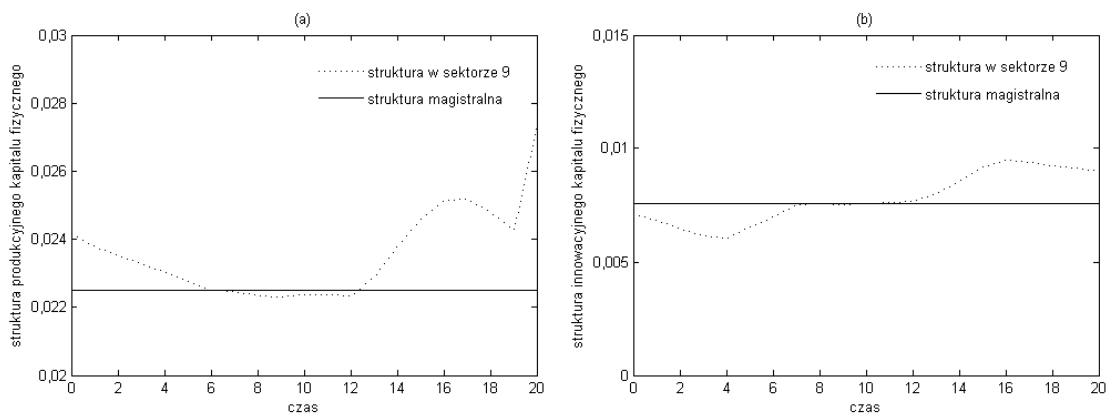 (a)
0,03
0,028
0,026
0,024
0,022
0,02
struktura produkcyjnego kapitalu fizycznego
struktura w sektorze 9
struktura magistralna
0 2 4 6 8 10 12 14 16 18 20
czas
(b)
0,015
0,01
0,005
0
struktura innowacyjnego kapitalu fizycznego
struktura w sektorze 9
struktura magistralna
0 2 4 6 8 10 12 14 16 18 20
czas